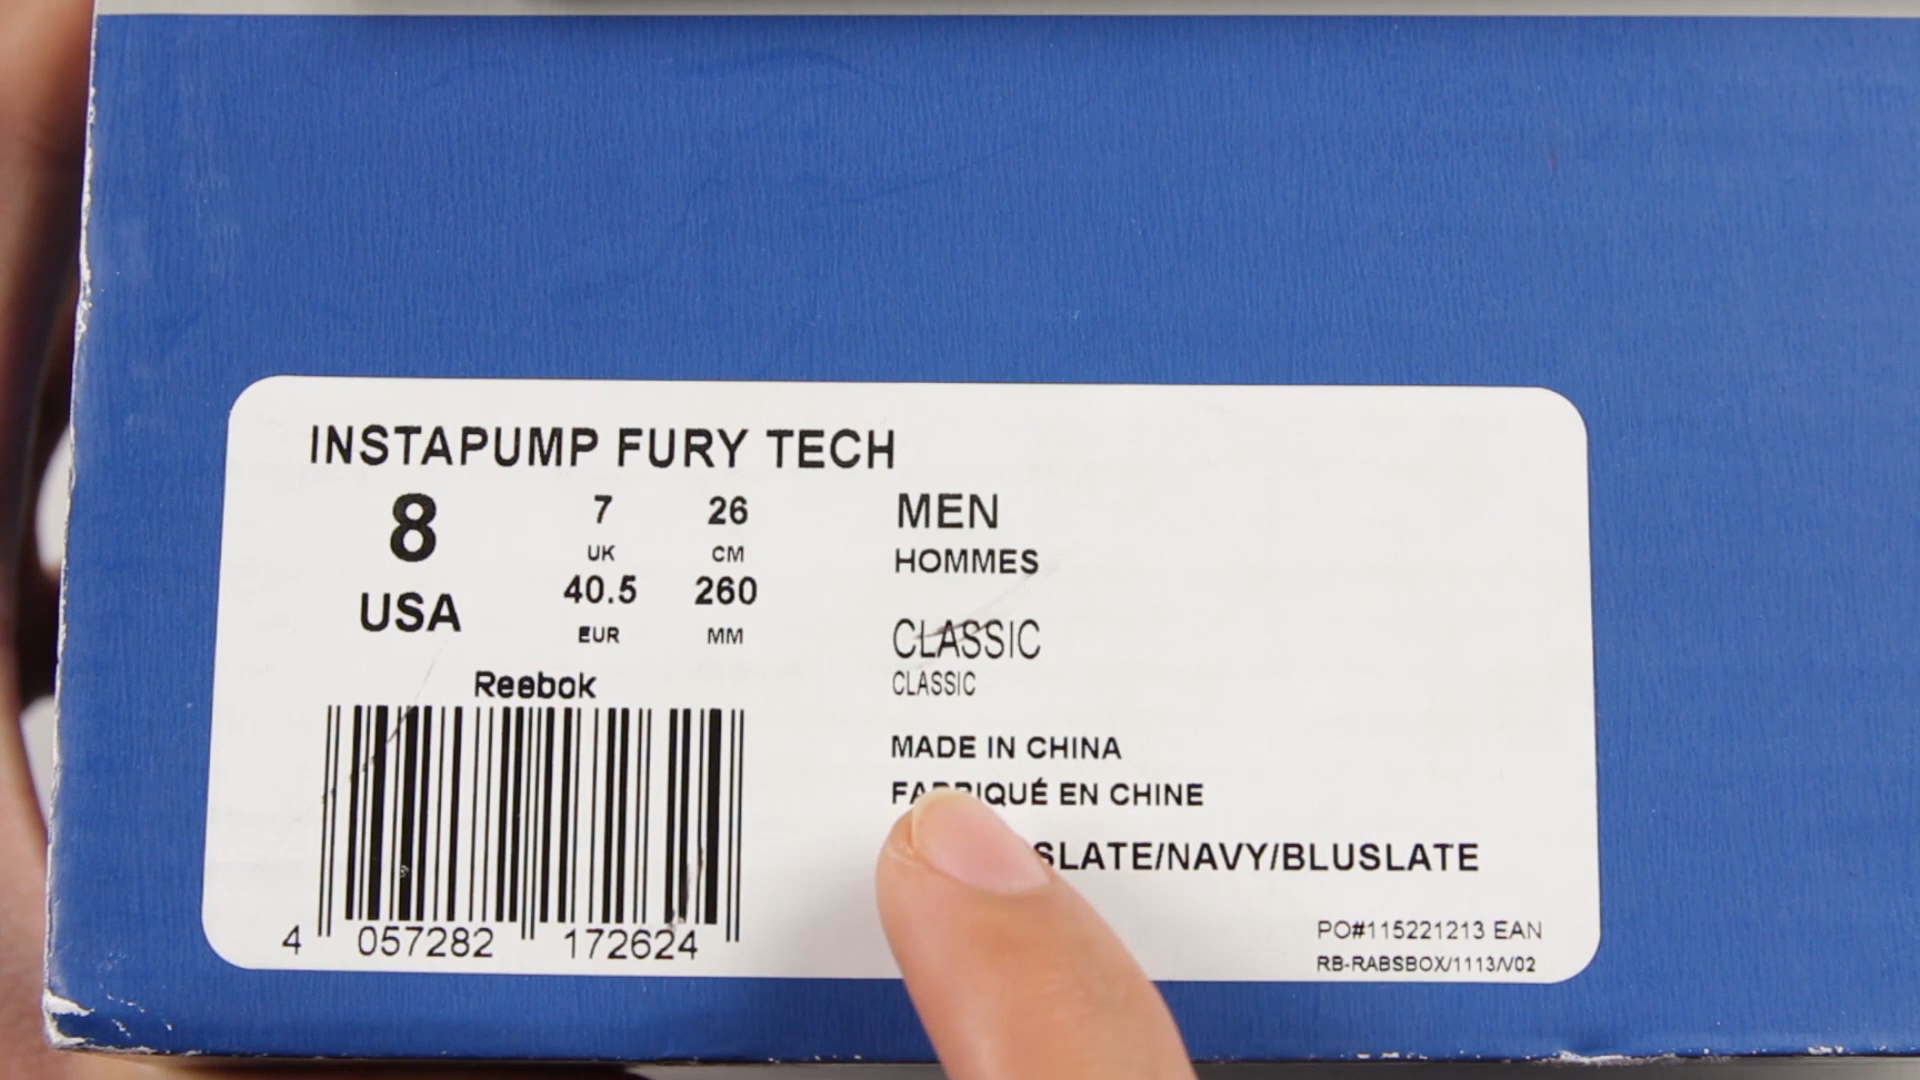 INSTAPUMP FURY TECH
8
USA
7
UK
40.5
EUR
26
CM
260
MM
MEN
HOMMES
CLASSIC
CLASSIC
MADE IN CHINA
FABRIQUÉ EN CHINE
SLATE/NAVY/BLUSLATE
Reebok
4 057282 172624
PO#115221213 EAN
RB-RABSBOX/1113/V02